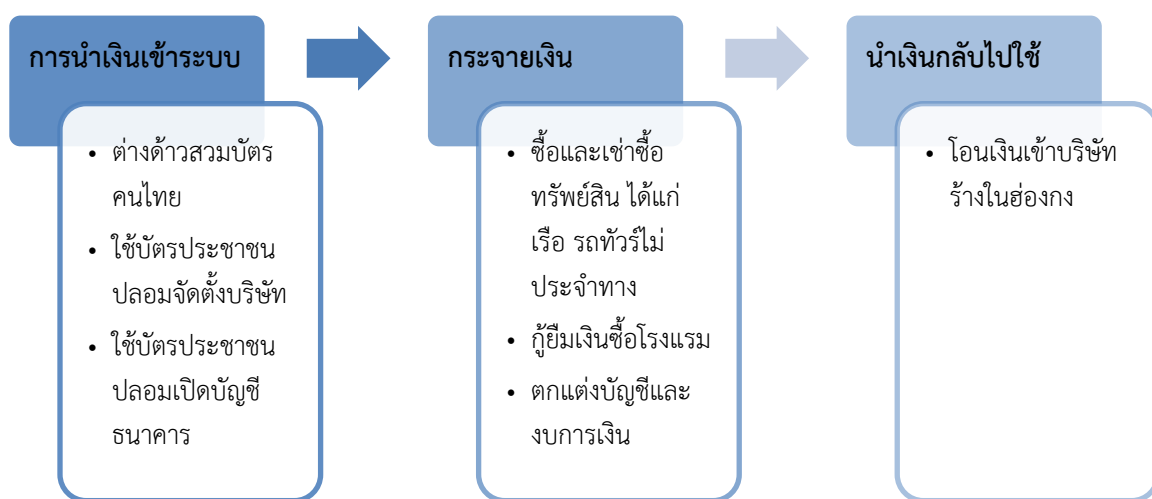 การนำเงินเข้าระบบ
• ต่างด้าวสวมบัตร
คนไทย
• ใช้บัตรประชาชน
ปลอมจัดตั้งบริษัท
• ใช้บัตรประชาชน
ปลอมเปิดบัญชี
ธนาคาร
กระจายเงิน
• ซื้อและเช่าซื้อ
ทรัพย์สิน ได้แก่
เรือ รถทัวร์ไม่
ประจำทาง
• กู้ยืมเงินซื้อโรงแรม
• ตกแต่งบัญชีและ
งบการเงิน
นำเงินกลับไปใช้
• โอนเงินเข้าบริษัท
ร้างในฮ่องกง